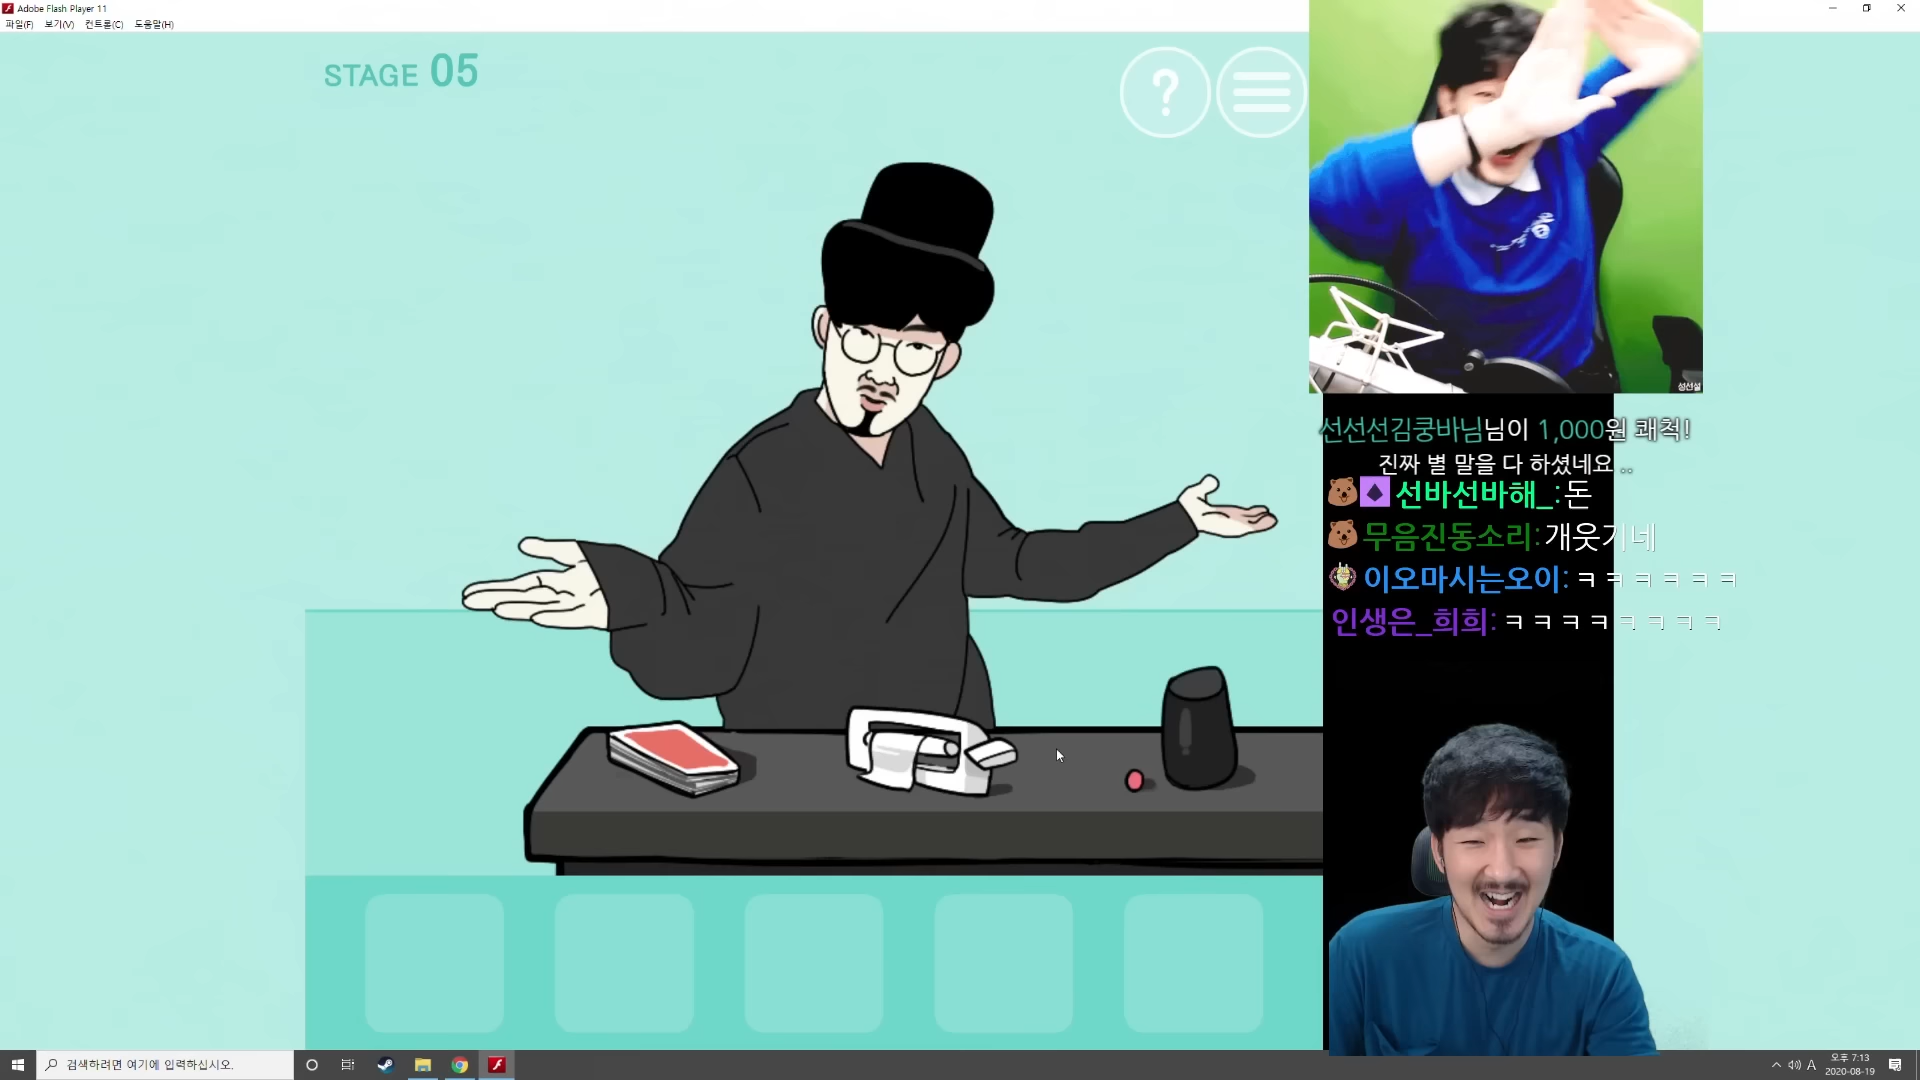 Adobe Flash Player 11
파일(F) 보기(V) 컨트롤(C) 도움말(H)
STAGE 05
?
성선설
선선선김쿵바님님이 1,000원 쾌척!
진짜 별 말을 다 하셨네요 ..
선바선바해_:돈
무음진동소리:개웃기네
이오마시는오이:ㅋㅋㅋㅋㅋㅋ
인생은_희희:ㅋㅋㅋㅋㅋㅋㅋㅋ
검색하려면 여기에 입력하십시오.
A
오후 7:13
2020-08-19